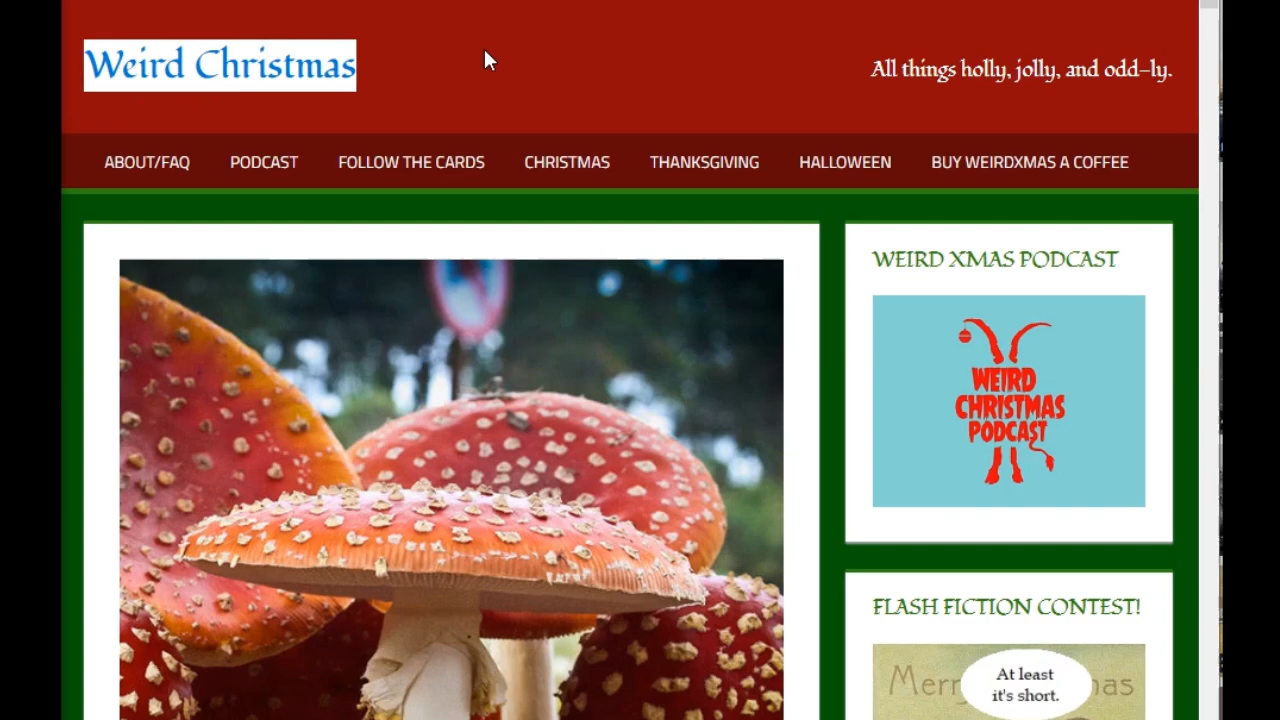 Weird Christmas
All things holly, jolly, and odd-ly.
ABOUT/FAQ PODCAST FOLLOW THE CARDS CHRISTMAS THANKSGIVING HALLOWEEN BUY WEIRDXMAS A COFFEE
WEIRD XMAS PODCAST
WEIRD
CHRISTMAS
PODCAST
FLASH FICTION CONTEST!
At least
it's short.